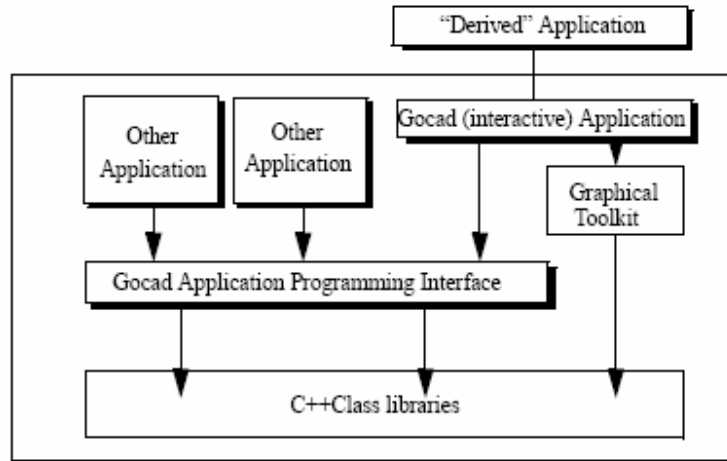 “Derived” Application
Other
Application
Other
Application
Gocad (interactive) Application
Graphical
Toolkit
Gocad Application Programming Interface
C++Class libraries